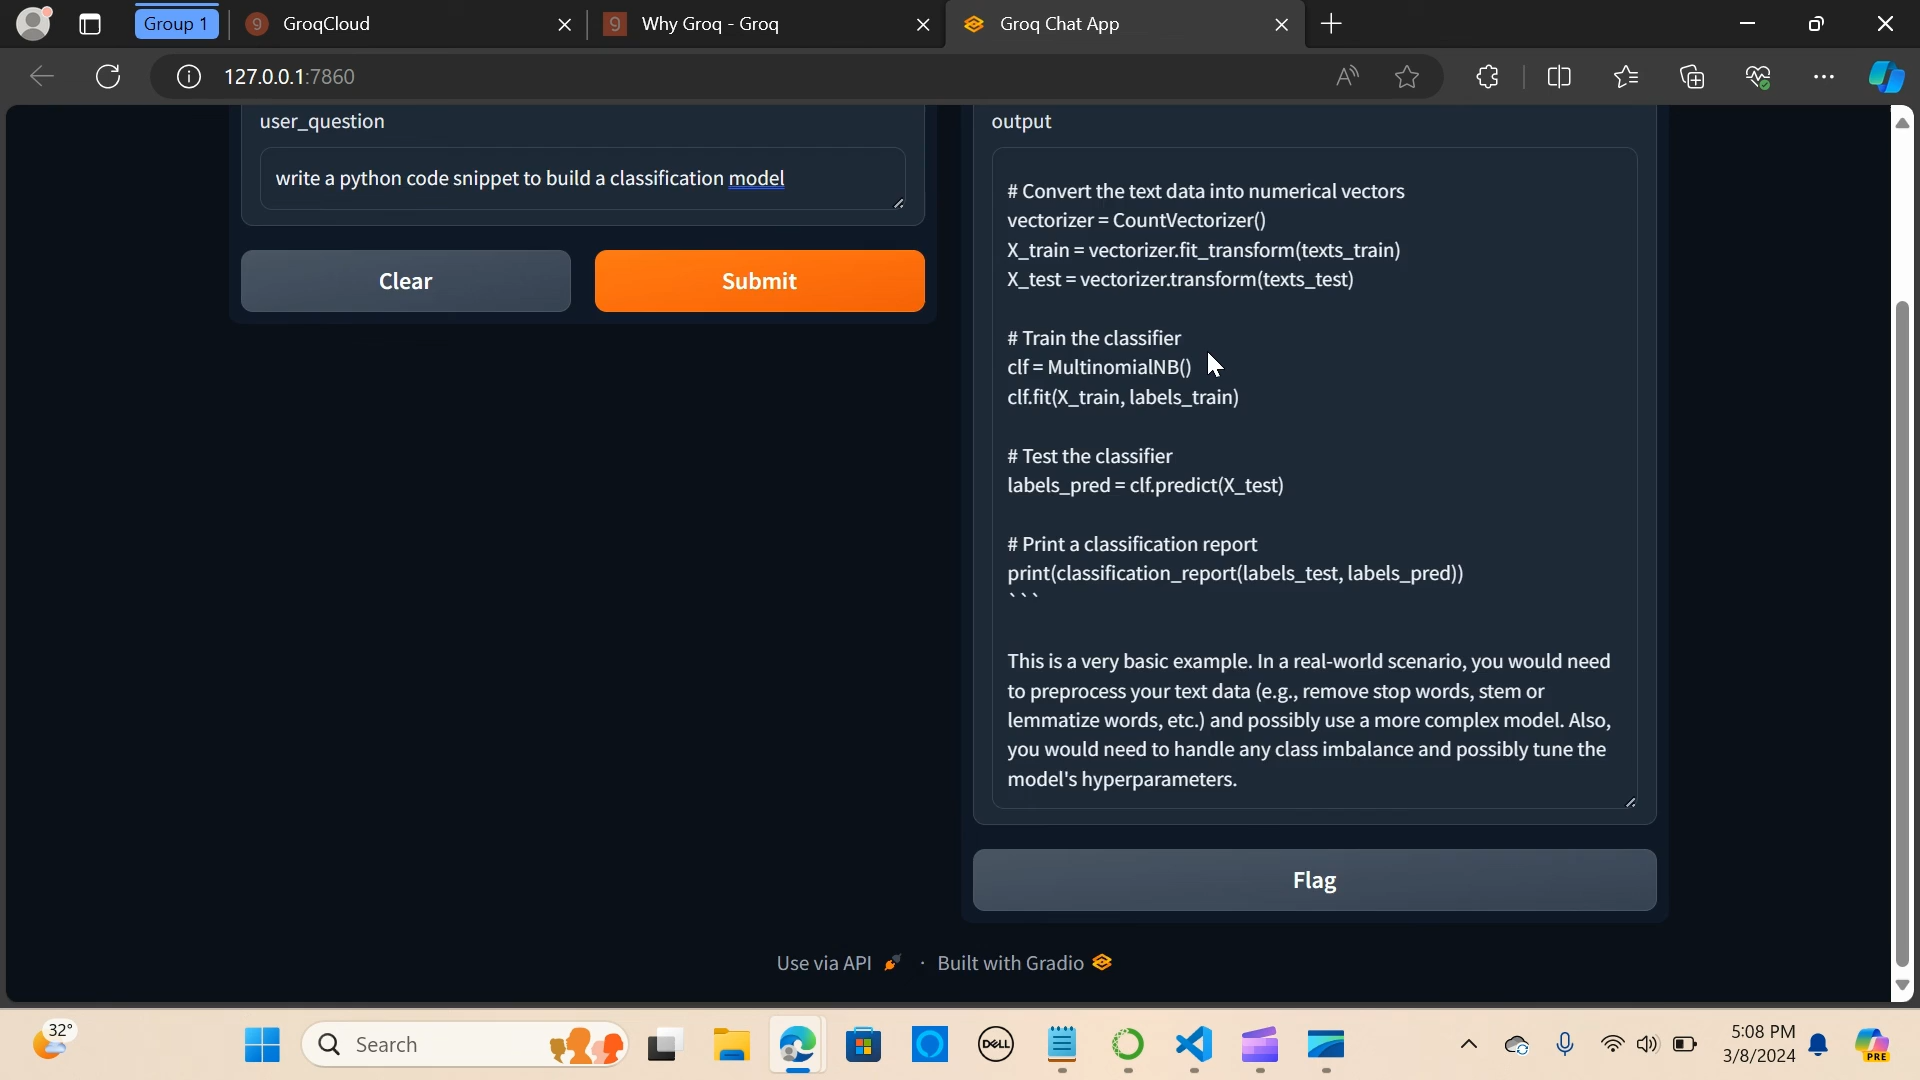 Group 1
GroqCloud
Why Groq - Groq
Groq Chat App
127.0.0.1:7860
user_question
write a python code snippet to build a classification model
Clear
Submit
output
# Convert the text data into numerical vectors
vectorizer = CountVectorizer()
X_train = vectorizer.fit_transform(texts_train)
X_test = vectorizer.transform(texts_test)
# Train the classifier
clf = MultinomialNB()
clf.fit(X_train, labels_train)
# Test the classifier
labels_pred = clf.predict(X_test)
# Print a classification report
print(classification_report(labels_test, labels_pred))
```
This is a very basic example. In a real-world scenario, you would need
to preprocess your text data (e.g., remove stop words, stem or
lemmatize words, etc.) and possibly use a more complex model. Also,
you would need to handle any class imbalance and possibly tune the
model's hyperparameters.
Flag
Use via API · Built with Gradio
32°
Search
DELL
5:08 PM
3/8/2024
PRE